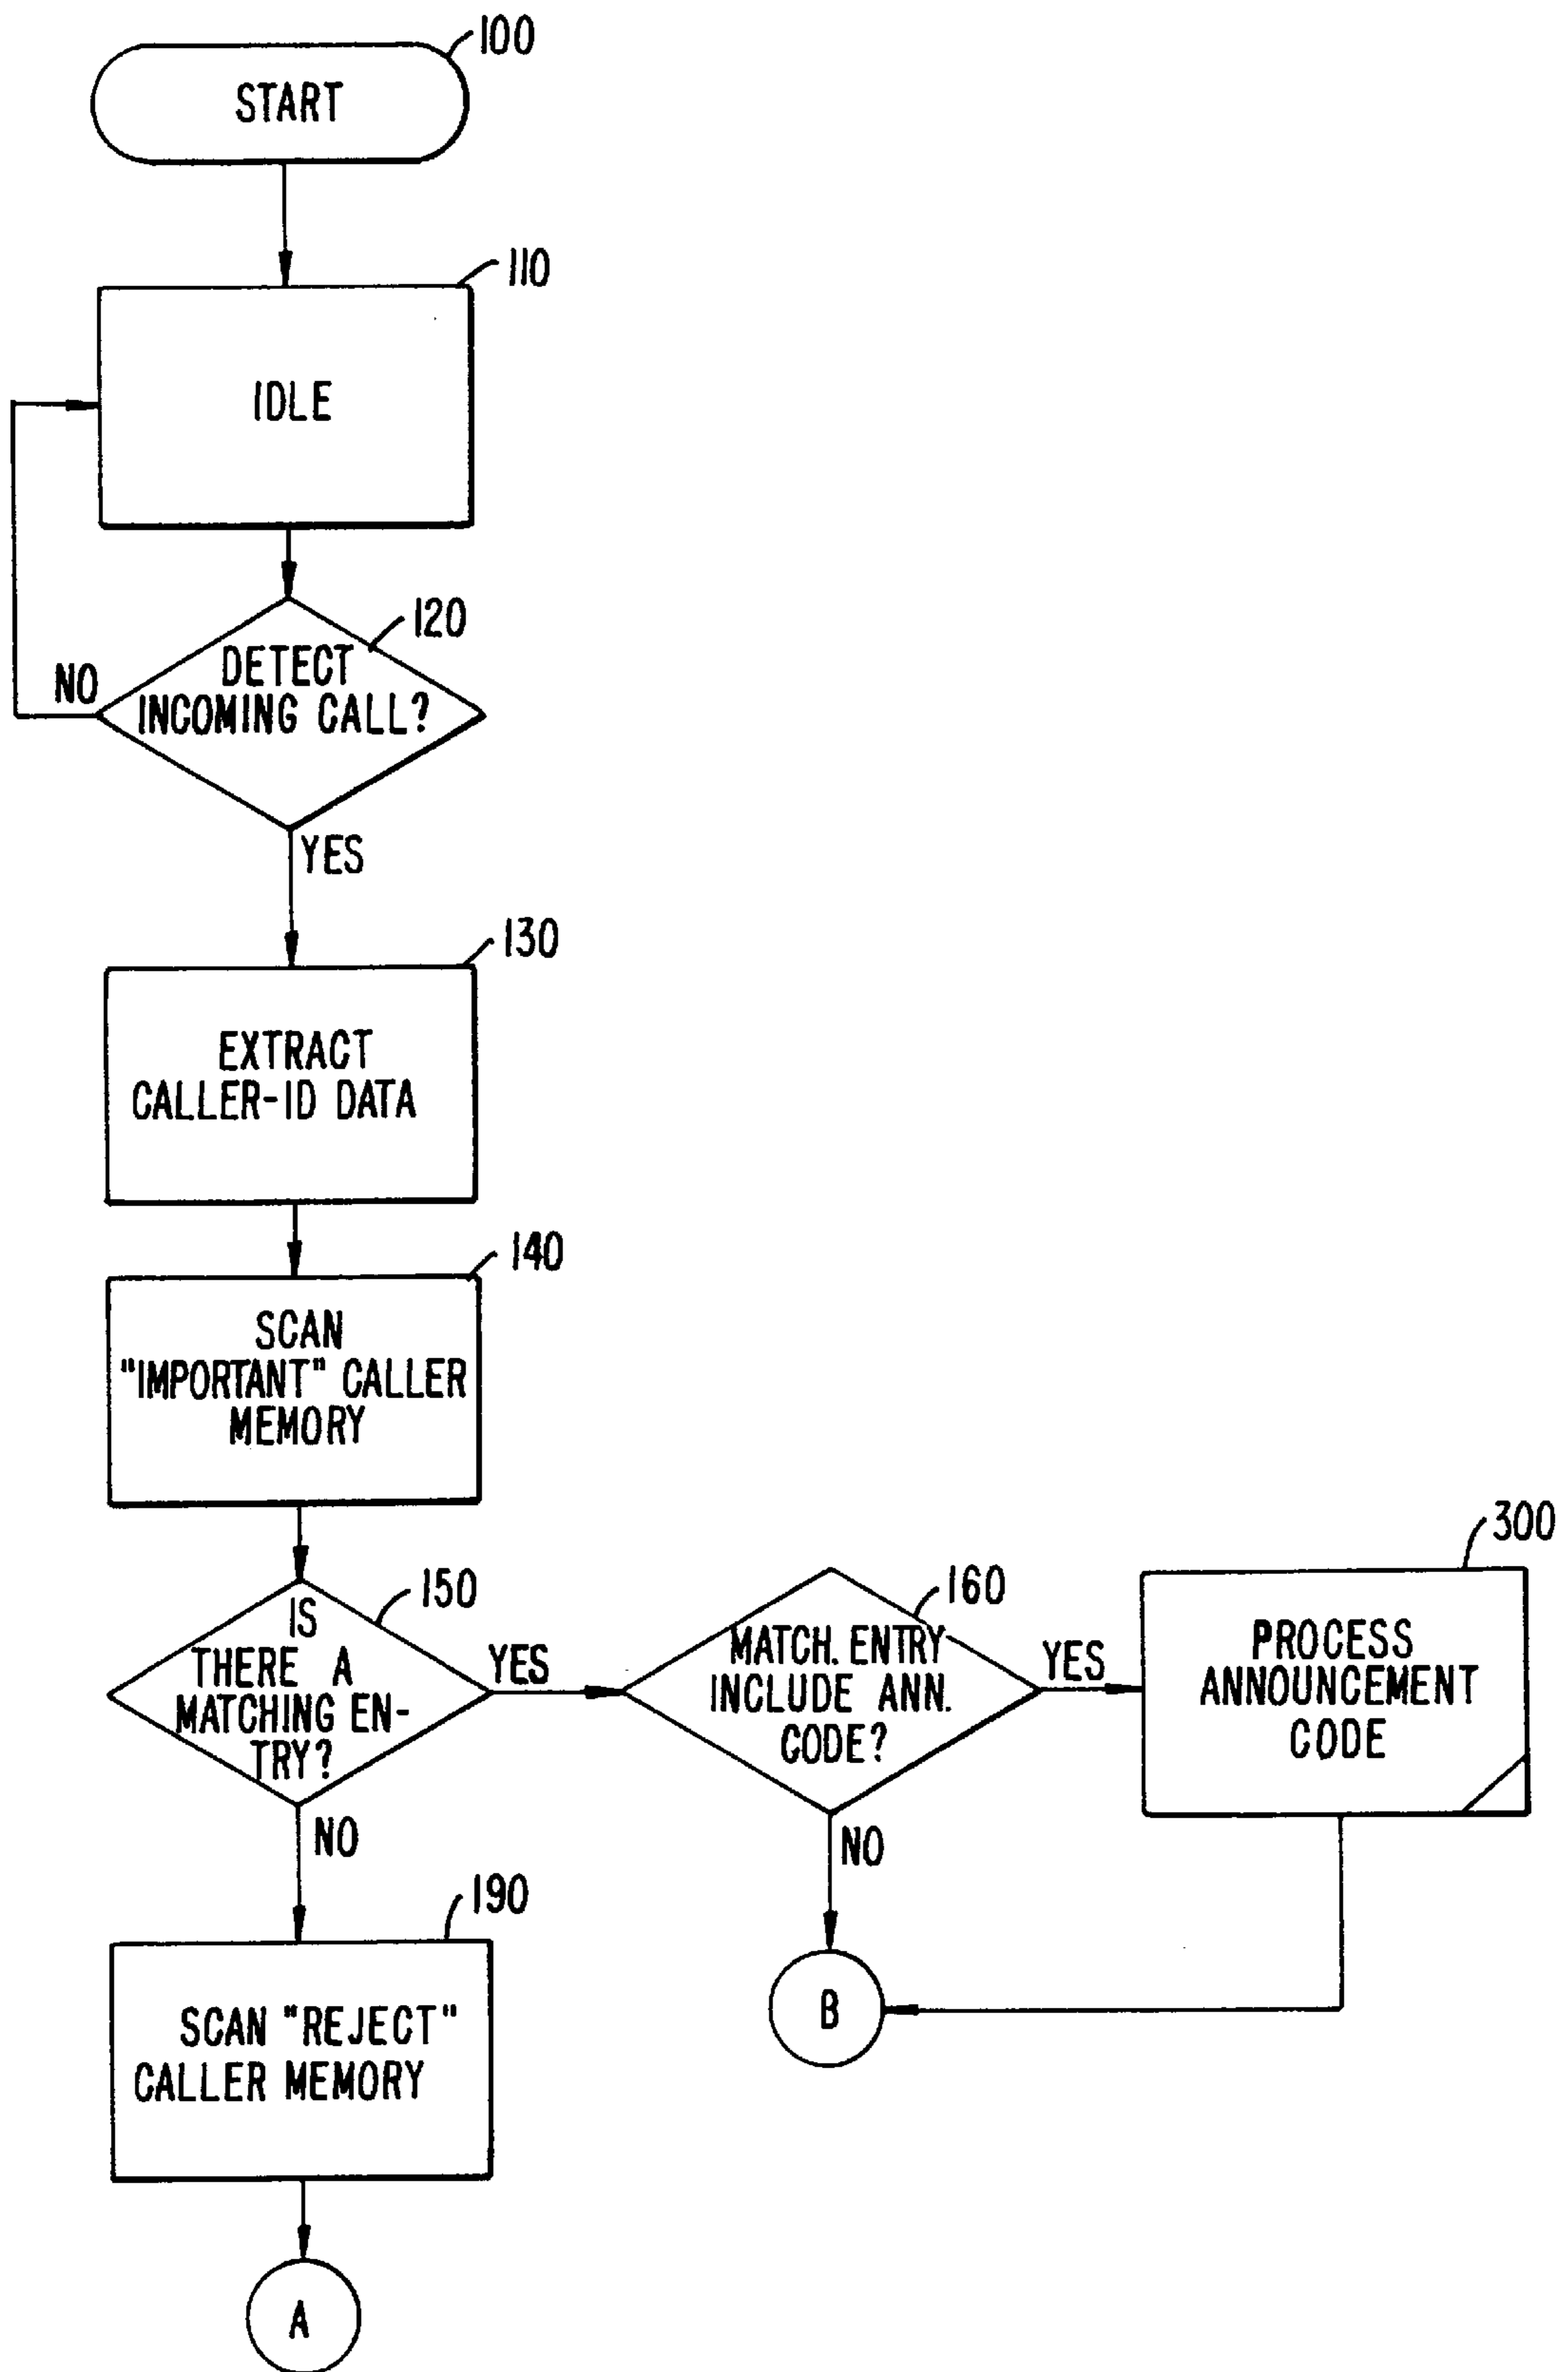 100
START
110
IDLE
120
DETECT
INCOMING CALL?
NO
YES
130
EXTRACT
CALLER-ID DATA
140
SCAN
"IMPORTANT" CALLER
MEMORY
150
IS
THERE A
MATCHING EN-
TRY?
YES
NO
160
MATCH. ENTRY
INCLUDE ANN.
CODE?
YES
NO
300
PROCESS
ANNOUNCEMENT
CODE
190
SCAN "REJECT"
CALLER MEMORY
B
A